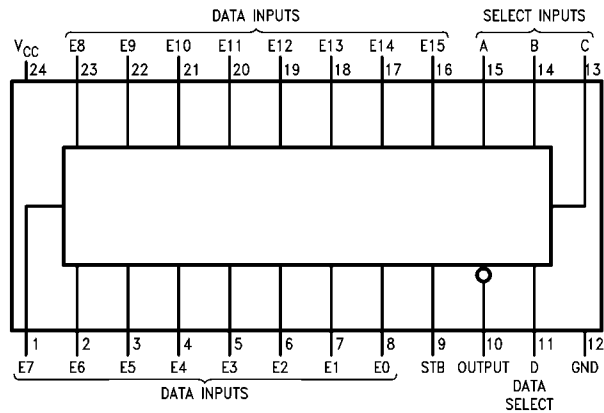 DATA INPUTS SELECT INPUTS
VCC E8 E9 E10 E11 E12 E13 E14 E15 A B C
24 23 22 21 20 19 18 17 16 15 14 13
1 2 3 4 5 6 7 8 9 10 11 12
E7 E6 E5 E4 E3 E2 E1 E0 STB OUTPUT D GND
DATA INPUTS DATA
SELECT